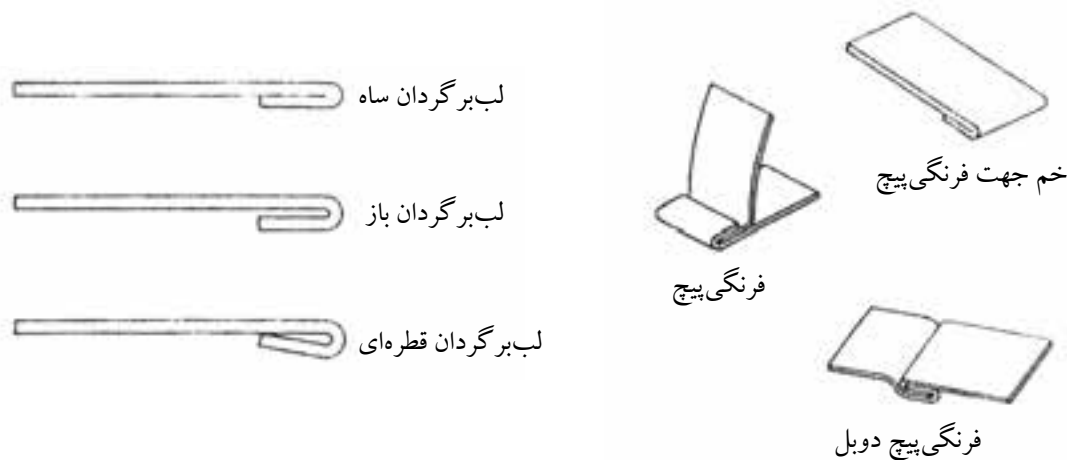 خم جهت فرنگی‌پیچ
فرنگی‌پیچ
فرنگی‌پیچ دوبل
لب‌برگردان ساه
لب‌برگردان باز
لب‌برگردان قطره‌ای